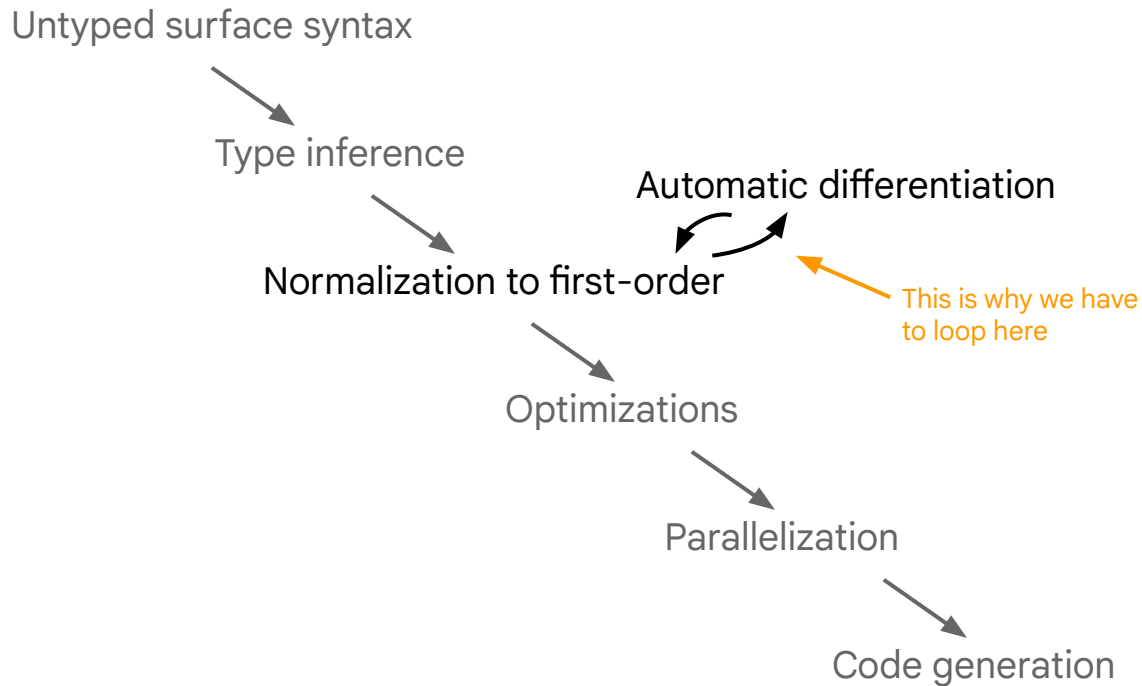 Untyped surface syntax
Type inference
Automatic differentiation
Normalization to first-order
This is why we have
to loop here
Optimizations
Parallelization
Code generation